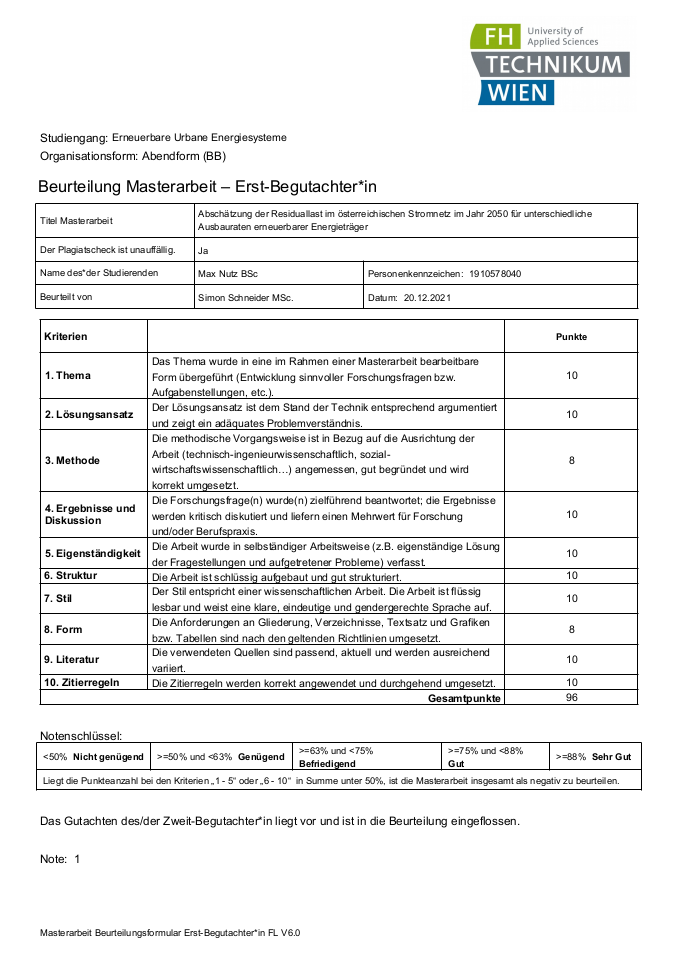 FH University of
Applied Sciences
TECHNIKUM
WIEN
Studiengang: Erneuerbare Urbane Energiesysteme
Organisationsform: Abendform (BB)
Beurteilung Masterarbeit – Erst-Begutachter*in
Titel Masterarbeit
Abschätzung der Residuallast im österreichischen Stromnetz im Jahr 2050 für unterschiedliche
Ausbauraten erneuerbarer Energieträger
Der Plagiatscheck ist unauffällig. Ja
Name des*der Studierenden Max Nutz BSc Personenkennzeichen: 1910578040
Beurteilt von Simon Schneider MSc. Datum: 20.12.2021
Kriterien Punkte
1. Thema
Das Thema wurde in eine im Rahmen einer Masterarbeit bearbeitbare
Form übergeführt (Entwicklung sinnvoller Forschungsfragen bzw.
Aufgabenstellungen, etc.).
10
2. Lösungsansatz
Der Lösungsansatz ist dem Stand der Technik entsprechend argumentiert
und zeigt ein adäquates Problemverständnis.
10
3. Methode
Die methodische Vorgangsweise ist in Bezug auf die Ausrichtung der
Arbeit (technisch-ingenieurwissenschaftlich, sozial-
wirtschaftswissenschaftlich…) angemessen, gut begründet und wird
korrekt umgesetzt.
8
4. Ergebnisse und
Diskussion
Die Forschungsfrage(n) wurde(n) zielführend beantwortet; die Ergebnisse
werden kritisch diskutiert und liefern einen Mehrwert für Forschung
und/oder Berufspraxis.
10
5. Eigenständigkeit
Die Arbeit wurde in selbständiger Arbeitsweise (z.B. eigenständige Lösung
der Fragestellungen und aufgetretener Probleme) verfasst.
10
6. Struktur Die Arbeit ist schlüssig aufgebaut und gut strukturiert. 10
7. Stil
Der Stil entspricht einer wissenschaftlichen Arbeit. Die Arbeit ist flüssig
lesbar und weist eine klare, eindeutige und gendergerechte Sprache auf.
10
8. Form
Die Anforderungen an Gliederung, Verzeichnisse, Textsatz und Grafiken
bzw. Tabellen sind nach den geltenden Richtlinien umgesetzt.
8
9. Literatur
Die verwendeten Quellen sind passend, aktuell und werden ausreichend
variiert.
10
10. Zitierregeln Die Zitierregeln werden korrekt angewendet und durchgehend umgesetzt. 10
Gesamtpunkte 96
Notenschlüssel:
<50% Nicht genügend
>=50% und <63% Genügend
>=63% und <75%
Befriedigend
>=75% und <88%
Gut
>=88% Sehr Gut
Liegt die Punkteanzahl bei den Kriterien „1 - 5“ oder „6 - 10“ in Summe unter 50%, ist die Masterarbeit insgesamt als negativ zu beurteilen.
Das Gutachten des/der Zweit-Begutachter*in liegt vor und ist in die Beurteilung eingeflossen.
Note: 1
Masterarbeit Beurteilungsformular Erst-Begutachter*in FL V6.0